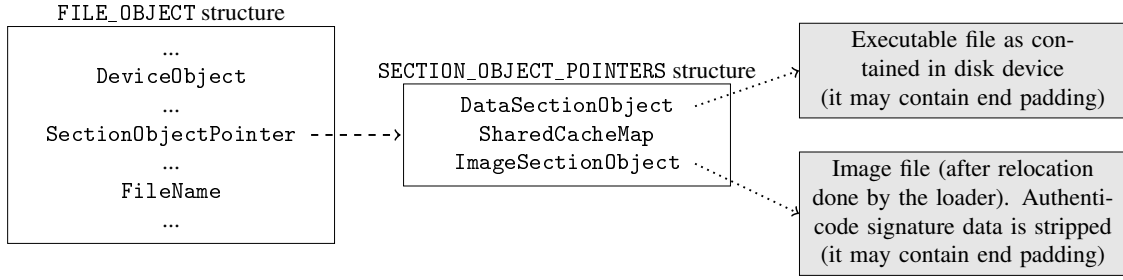 FILE_OBJECT structure
...
DeviceObject
...
SectionObjectPointer
...
FileName
...
SECTION_OBJECT_POINTERS structure
DataSectionObject
SharedCacheMap
ImageSectionObject
Executable file as con-
tained in disk device
(it may contain end padding)
Image file (after relocation
done by the loader). Authenti-
code signature data is stripped
(it may contain end padding)